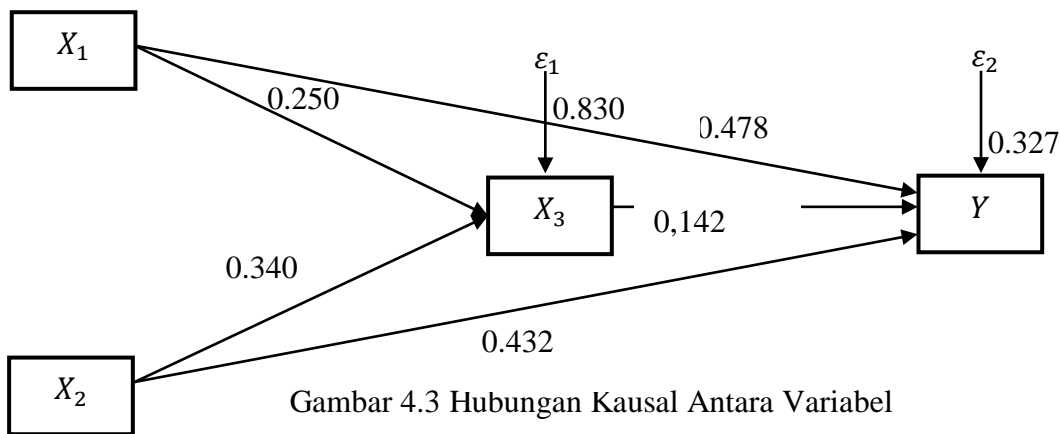 X₁
ε₁
ε₂
0.250
0.830
0.478
0.327
X₃
0,142
Y
0.340
0.432
X₂
Gambar 4.3 Hubungan Kausal Antara Variabel